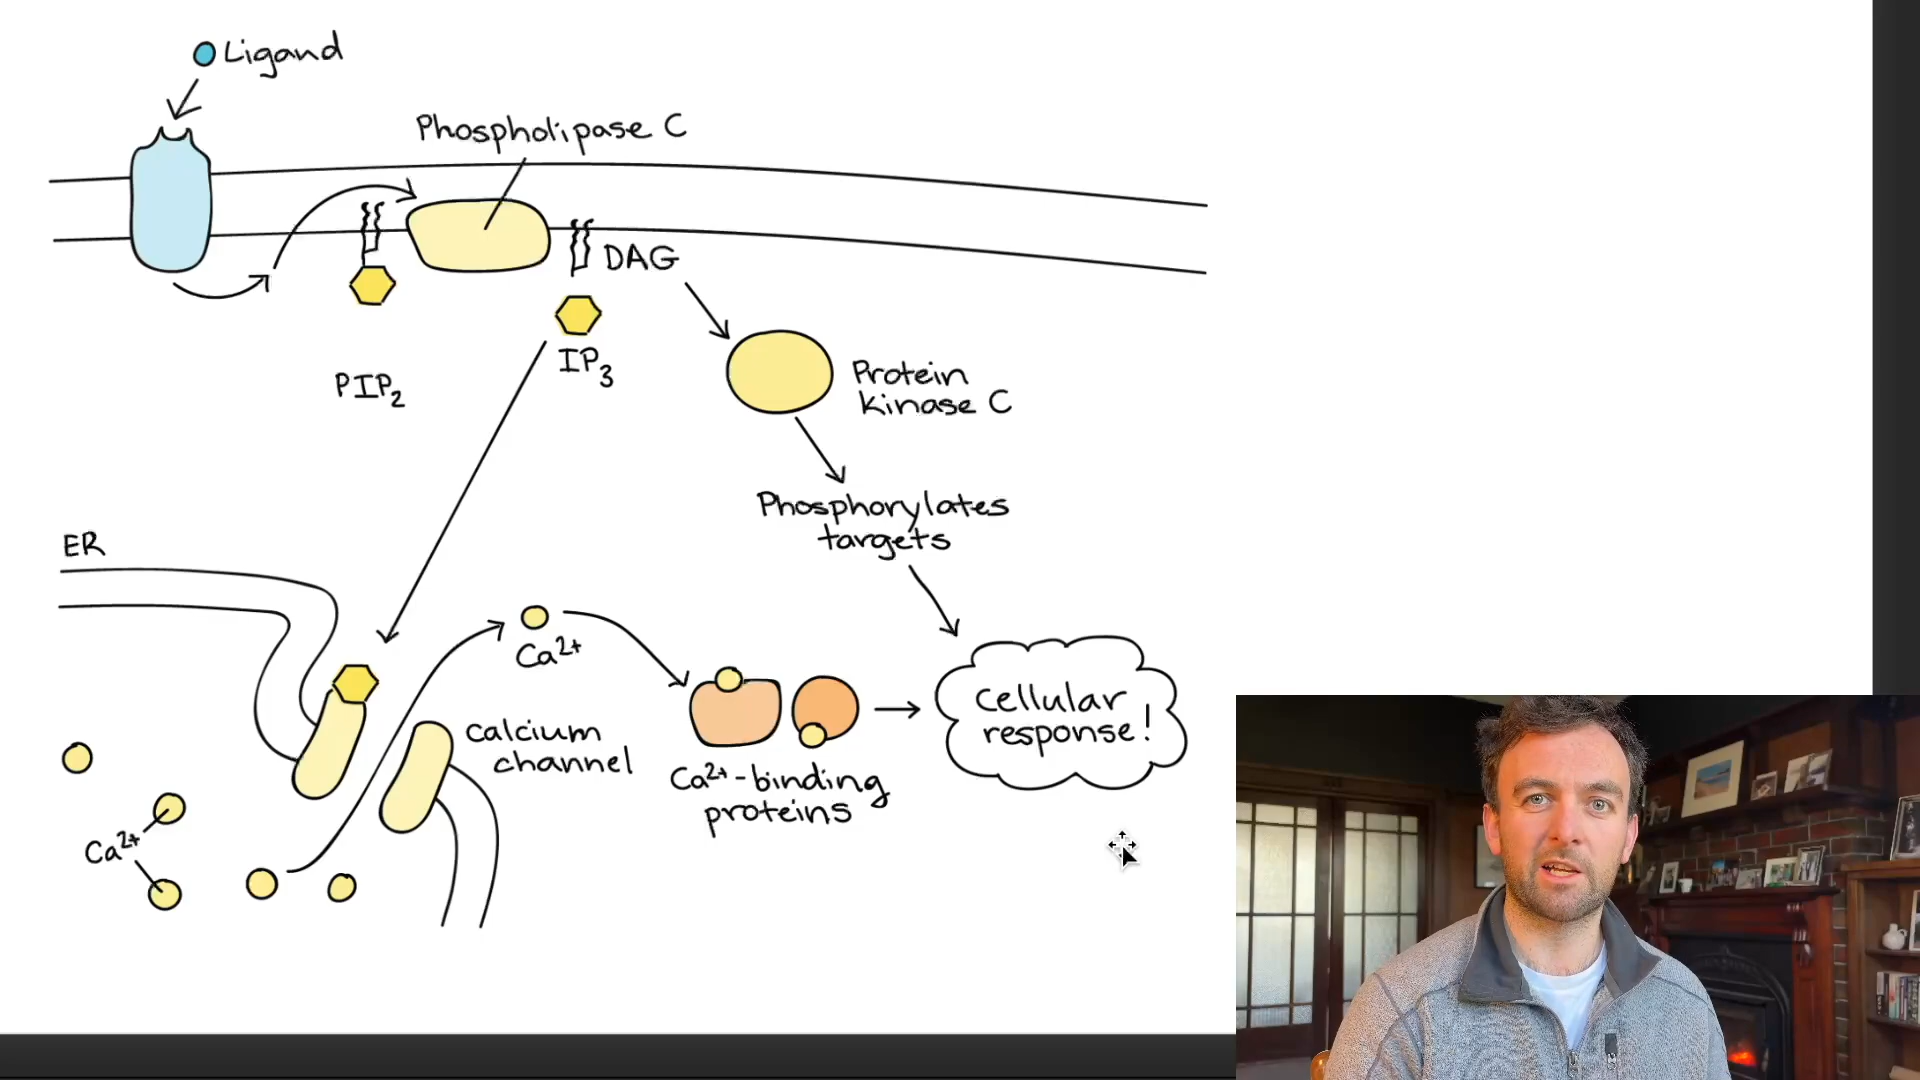 Ligand
Phospholipase C
DAG
IP3
PIP2
Protein
kinase C
Phosphorylates
targets
ER
Ca2+
calcium
channel
Ca2+
Ca2+-binding
proteins
cellular
response!